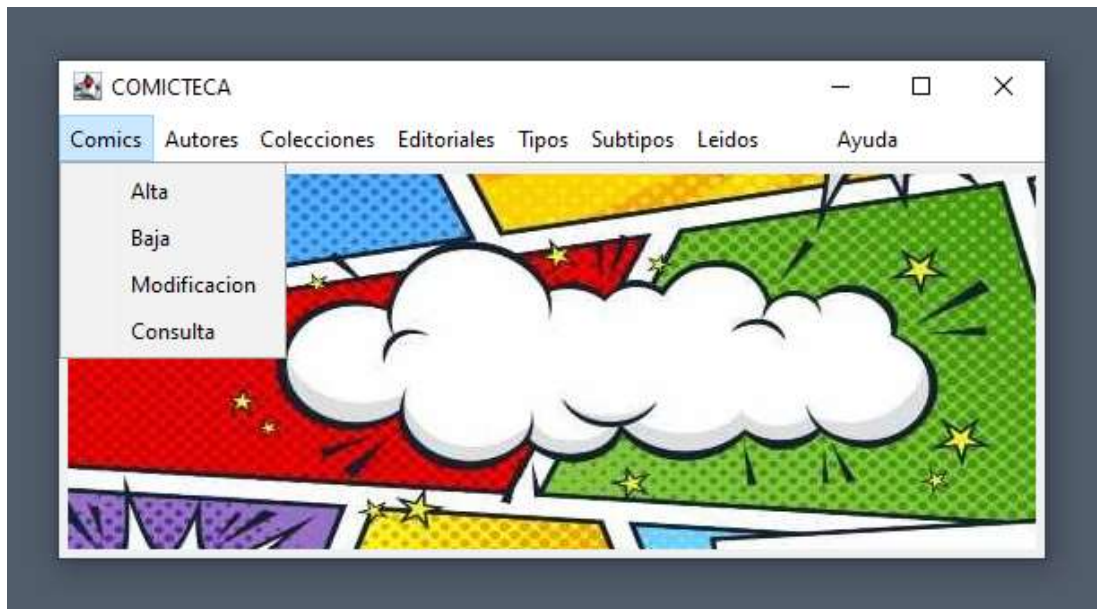 COMICTECA
Comics Autores Colecciones Editoriales Tipos Subtipos Leidos Ayuda
Alta
Baja
Modificacion
Consulta